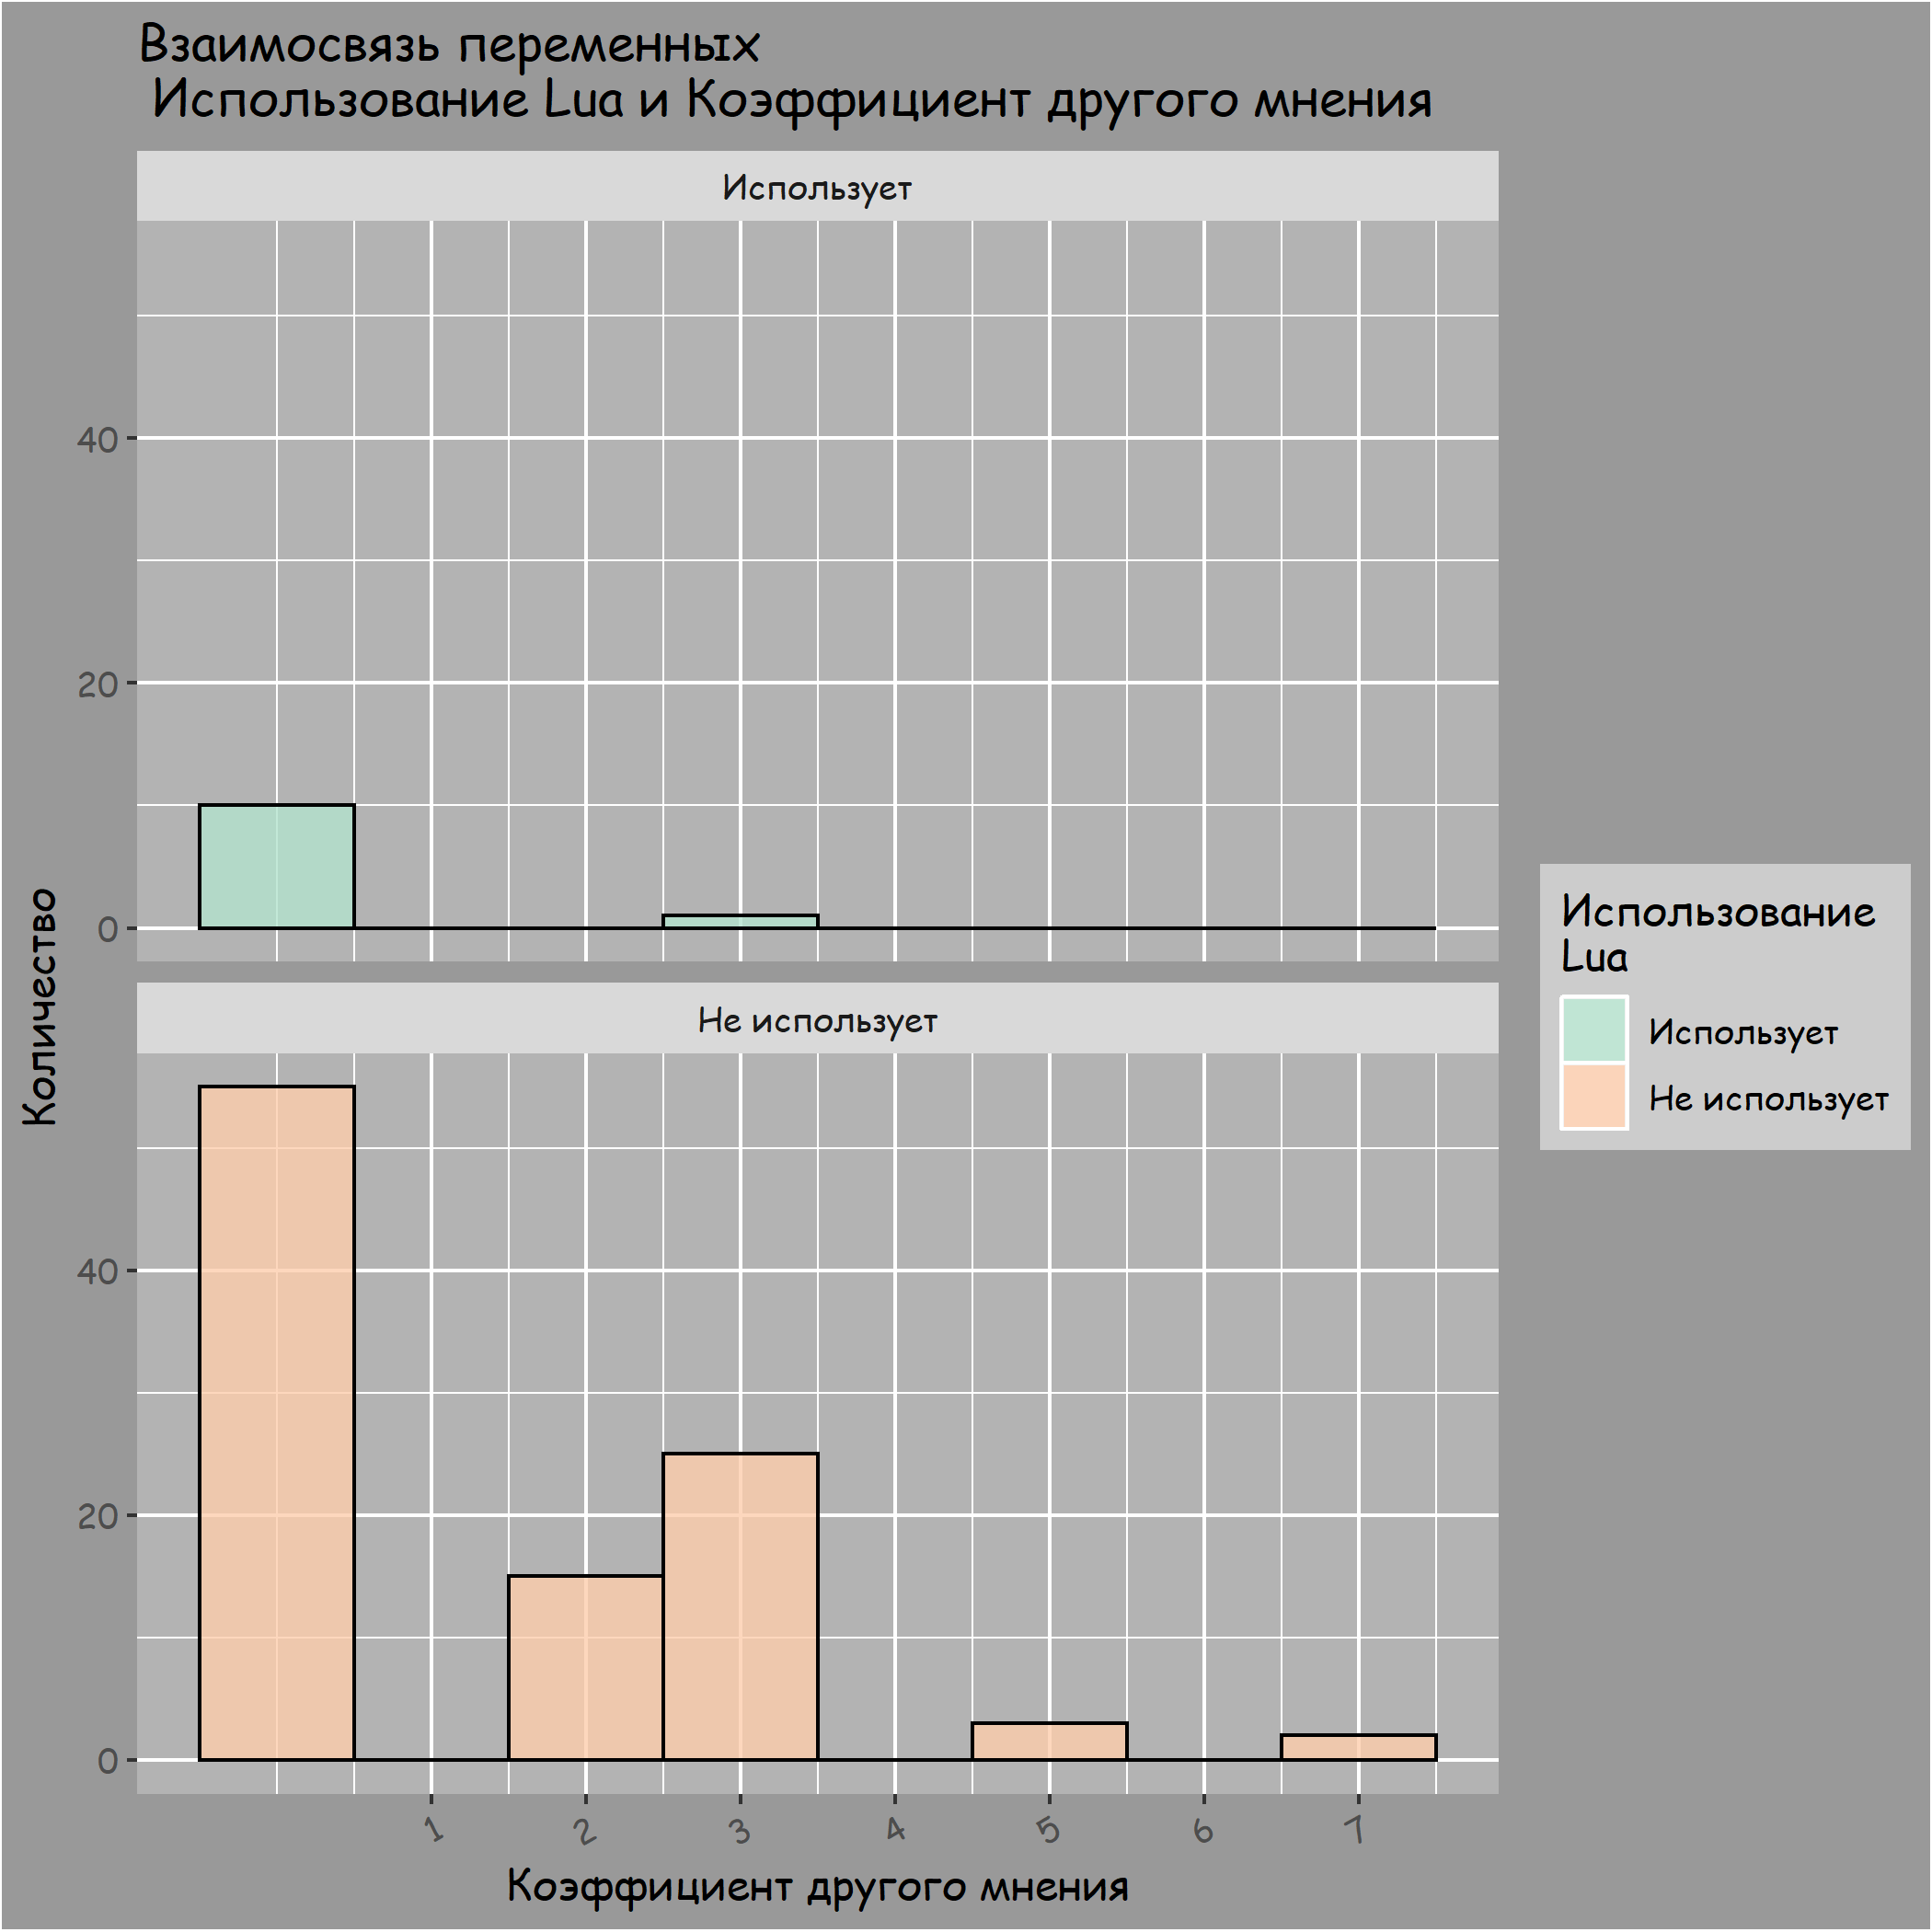 Взаимосвязь переменных
Использование Lua и Коэффициент другого мнения
Использует
40
20
0
Не использует
40
20
0
1 2 3 4 5 6 7
Коэффициент другого мнения
Количество
Использование
Lua
Использует
Не использует